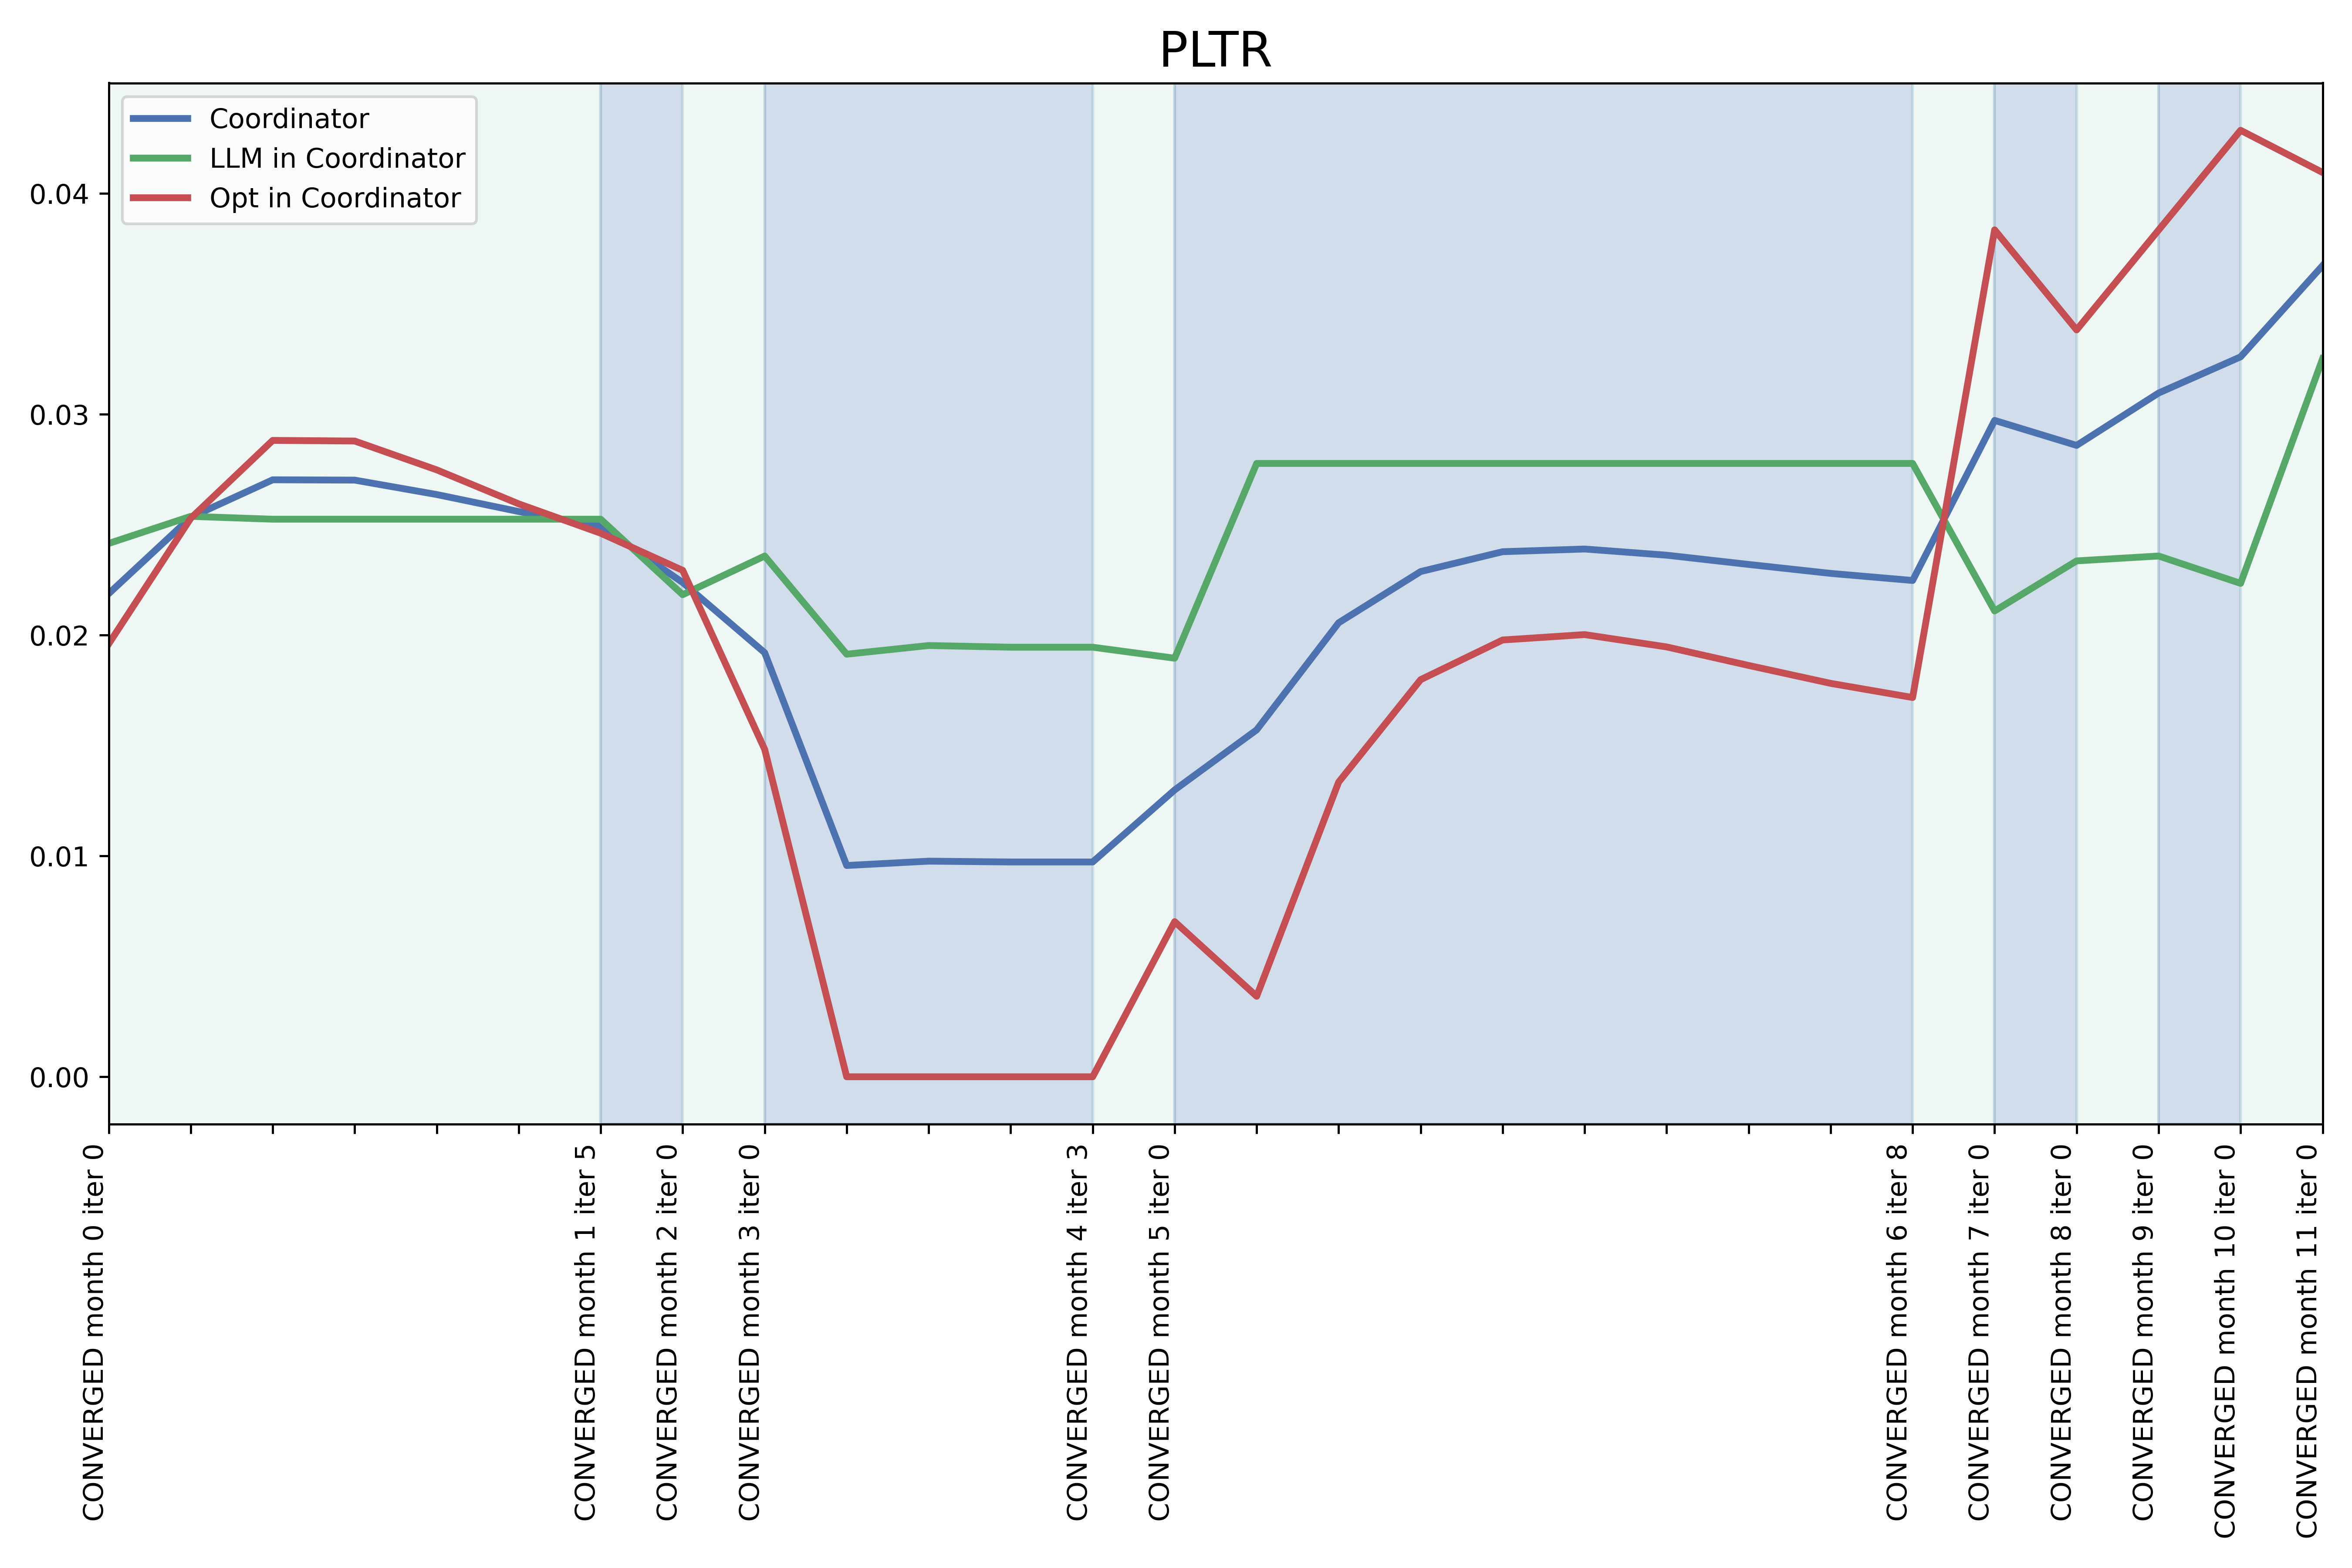 PLTR
Coordinator
LLM in Coordinator
Opt in Coordinator
0.04
0.03
0.02
0.01
0.00
CONVERGED month 0 iter 0
CONVERGED month 1 iter 5
CONVERGED month 2 iter 0
CONVERGED month 3 iter 0
CONVERGED month 4 iter 3
CONVERGED month 5 iter 0
CONVERGED month 6 iter 8
CONVERGED month 7 iter 0
CONVERGED month 8 iter 0
CONVERGED month 9 iter 0
CONVERGED month 10 iter 0
CONVERGED month 11 iter 0